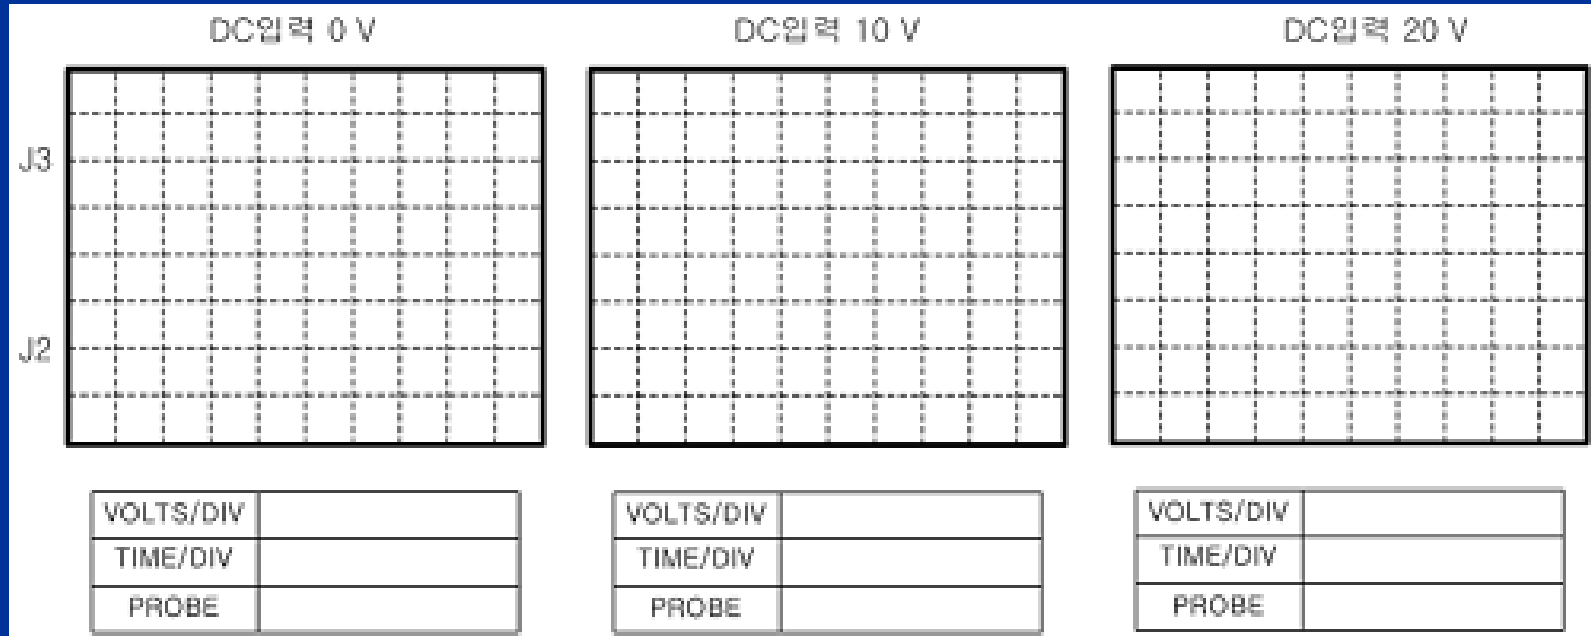 DC입력 0 V
DC입력 10 V
DC입력 20 V
J3
J2
VOLTS/DIV
TIME/DIV
PROBE
VOLTS/DIV
TIME/DIV
PROBE
VOLTS/DIV
TIME/DIV
PROBE